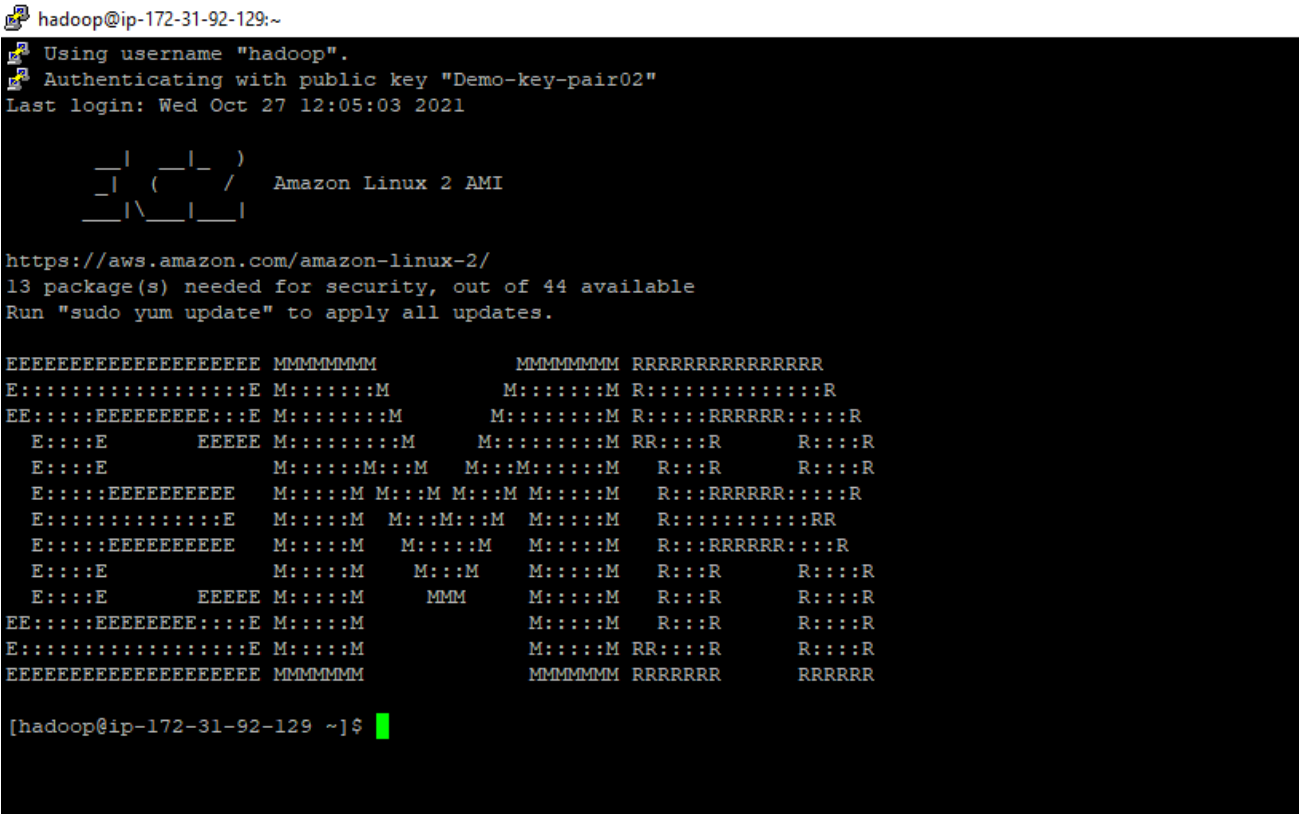 hadoop@ip-172-31-92-129:~
Using username "hadoop".
Authenticating with public key "Demo-key-pair02"
Last login: Wed Oct 27 12:05:03 2021

       __|  __|_  )
       _|  (     /   Amazon Linux 2 AMI
      ___|\___|___|

https://aws.amazon.com/amazon-linux-2/
13 package(s) needed for security, out of 44 available
Run "sudo yum update" to apply all updates.

EEEEEEEEEEEEEEEEEEEE MMMMMMMM           MMMMMMMM RRRRRRRRRRRRRRR
E::::::::::::::::::E M:::::::M         M:::::::M R::::::::::::::R
EE:::::EEEEEEEEE:::E M::::::::M       M::::::::M R:::::RRRRRR:::::R
  E::::E       EEEEE M:::::::::M     M:::::::::M RR::::R      R::::R
  E::::E             M::::::M:::M   M:::M::::::M   R:::R      R::::R
  E:::::EEEEEEEEEE   M:::::M M:::M M:::M M:::::M   R:::RRRRRR:::::R
  E::::::::::::::E   M:::::M  M:::M:::M  M:::::M   R:::::::::::RR
  E:::::EEEEEEEEEE   M:::::M   M:::::M   M:::::M   R:::RRRRRR::::R
  E::::E             M:::::M    M:::M    M:::::M   R:::R      R::::R
  E::::E       EEEEE M:::::M     MMM     M:::::M   R:::R      R::::R
EE:::::EEEEEEEE::::E M:::::M             M:::::M   R:::R      R::::R
E::::::::::::::::::E M:::::M             M:::::M RR::::R      R::::R
EEEEEEEEEEEEEEEEEEEE MMMMMMM             MMMMMMM RRRRRRR      RRRRRR

[hadoop@ip-172-31-92-129 ~]$